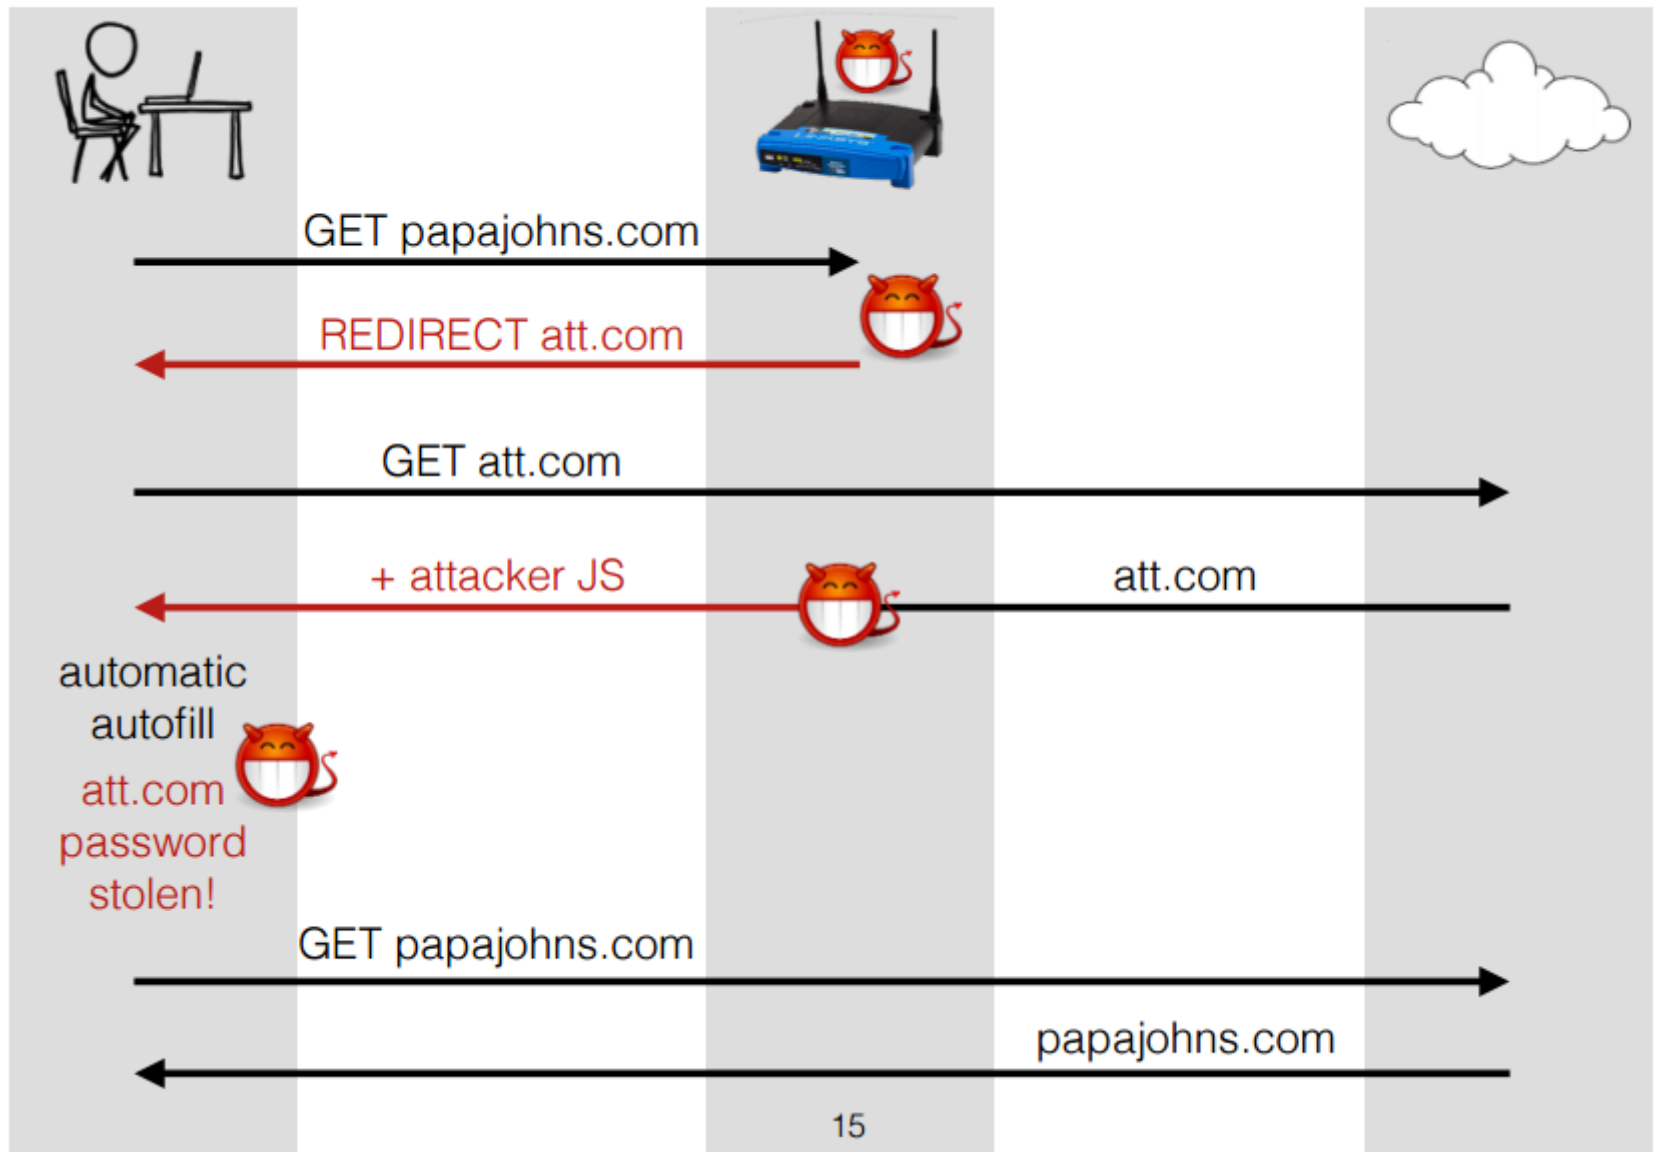 GET papajohns.com
REDIRECT att.com
GET att.com
+ attacker JS
att.com
automatic
autofill
att.com
password
stolen!
GET papajohns.com
papajohns.com
15